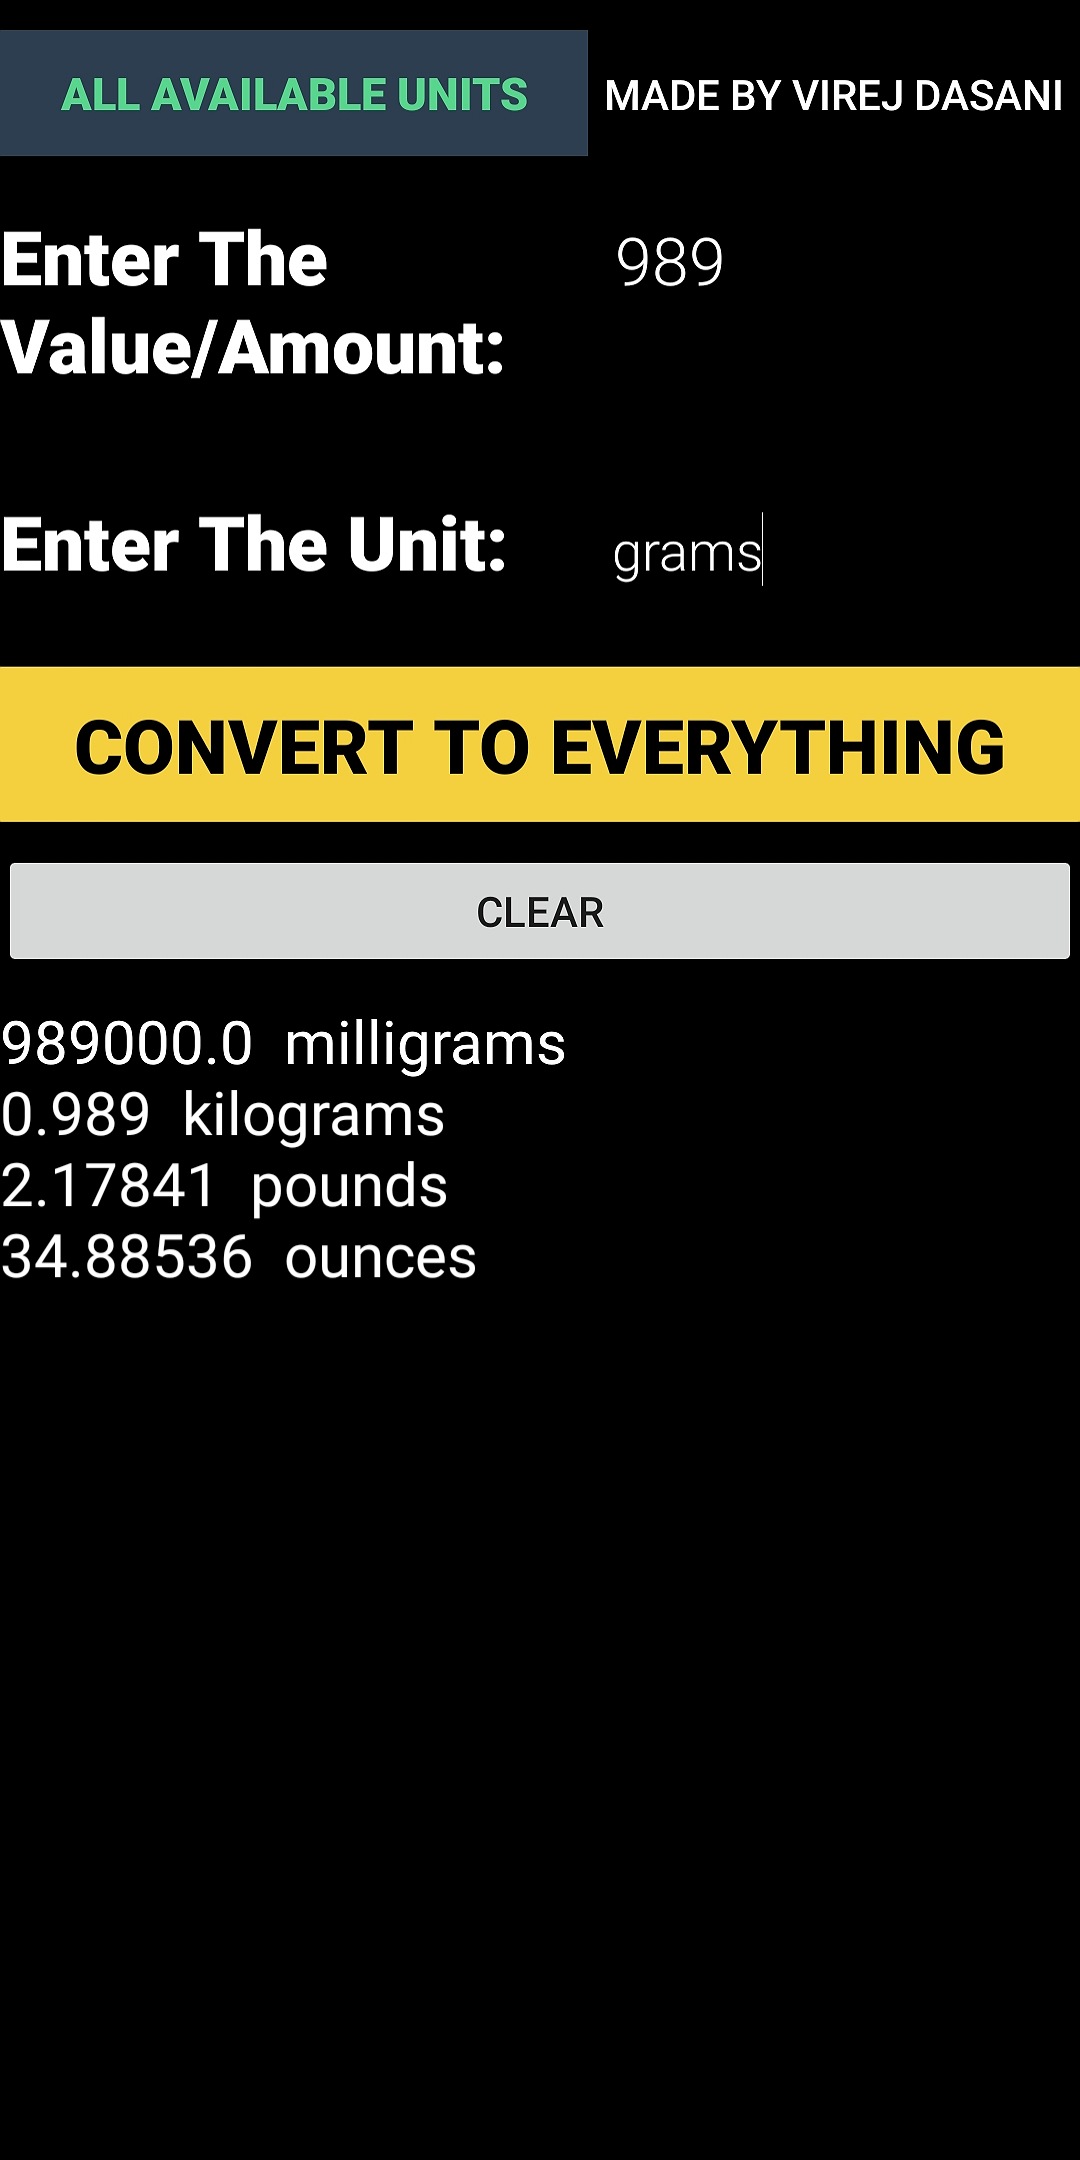 ALL AVAILABLE UNITS
MADE BY VIREJ DASANI
Enter The
Value/Amount:
989
Enter The Unit:
grams
CONVERT TO EVERYTHING
CLEAR
989000.0 milligrams
0.989 kilograms
2.17841 pounds
34.88536 ounces